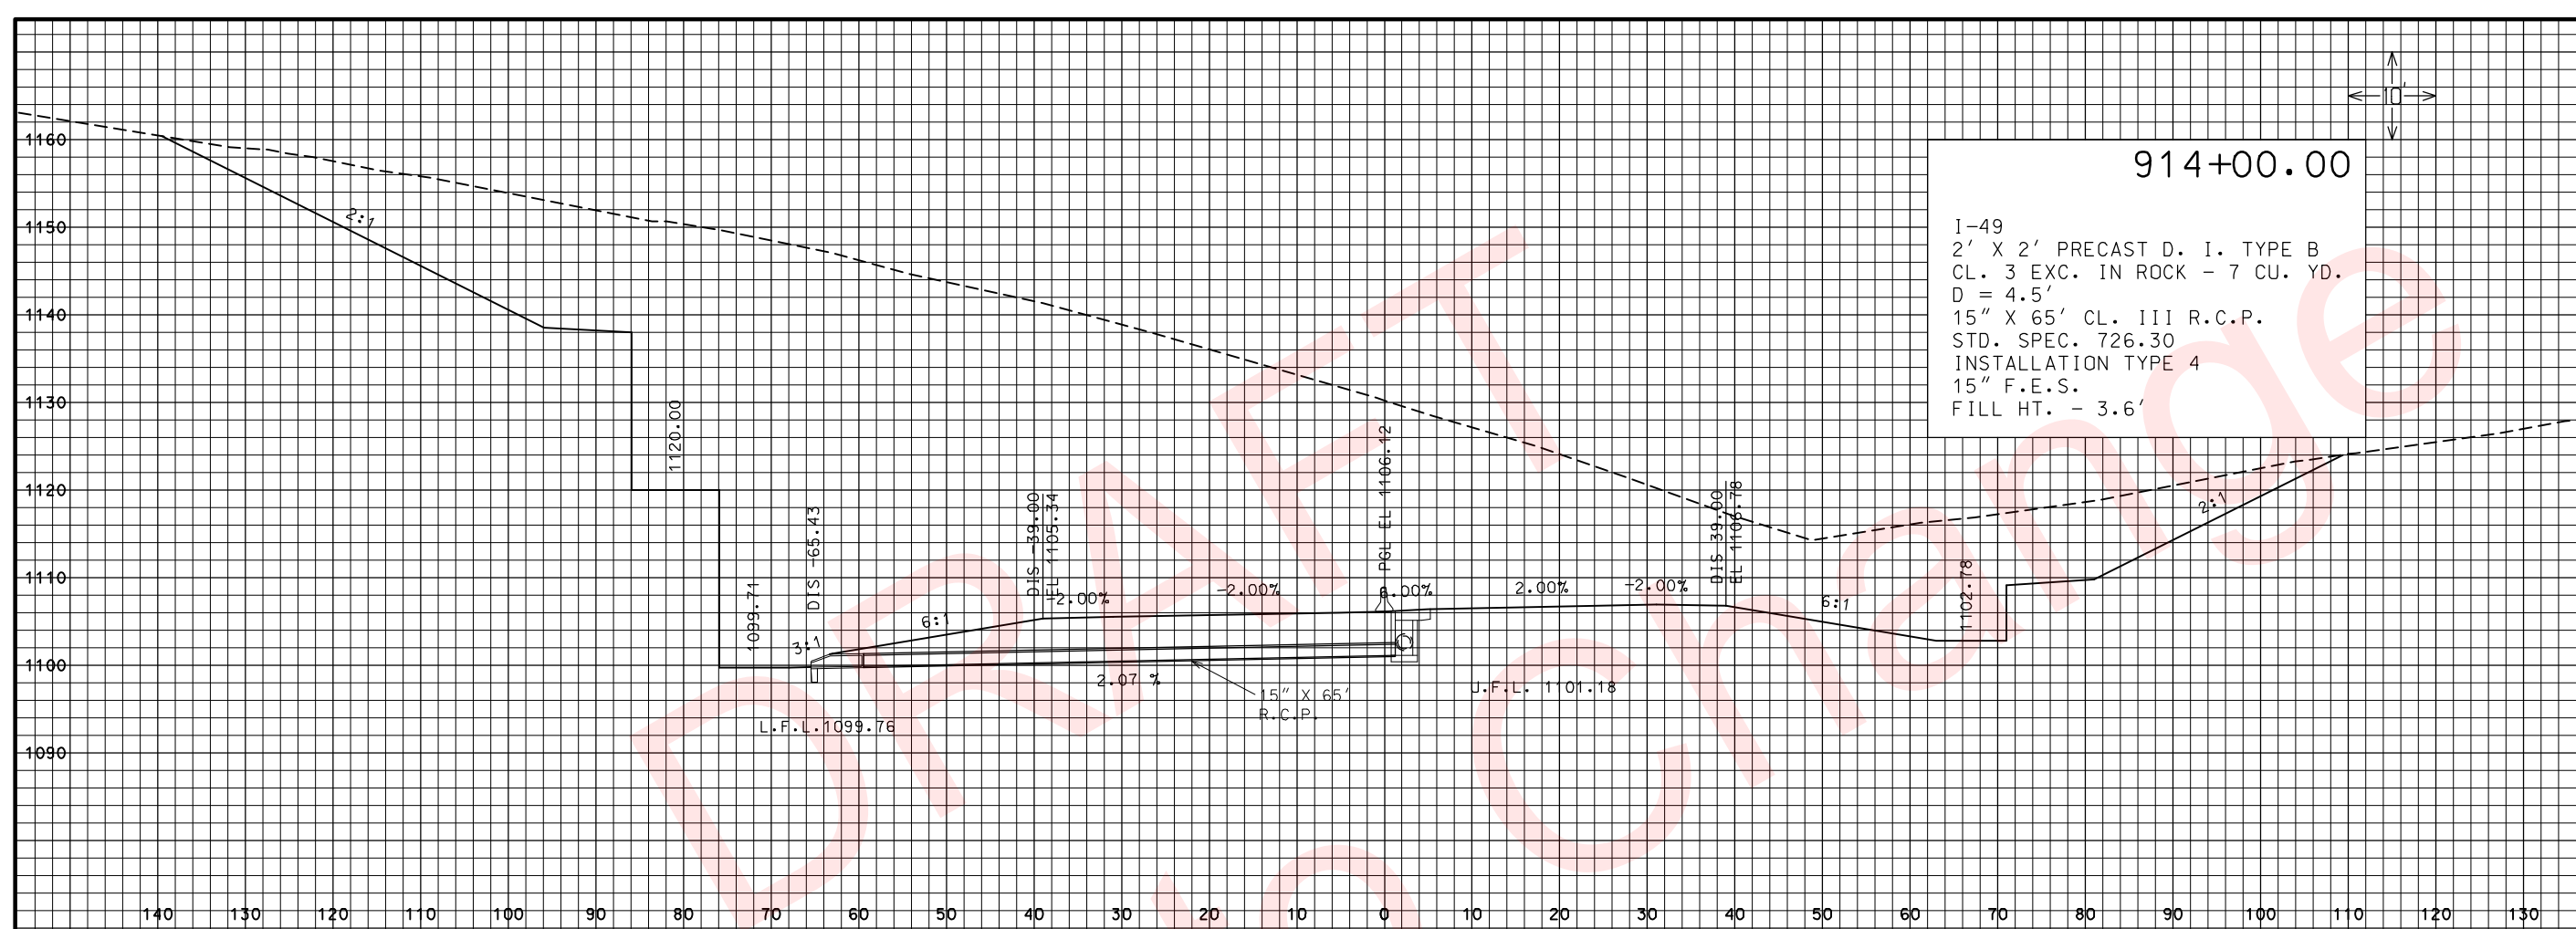 10'
914+00.00
I-49
2' X 2' PRECAST D. I. TYPE B
CL. 3 EXC. IN ROCK - 7 CU. YD.
D = 4.5'
15" X 65' CL. III R.C.P.
STD. SPEC. 726.30
INSTALLATION TYPE 4
15" F.E.S.
FILL HT. - 3.6'
1160
1150
1140
1130
1120
1110
1100
1090
2:1
1120.00
1099.71
DIS -65.43
3:1
6:1
DIS -39.00
EL 1105.34
-2.00%
-2.00%
PGL EL 1106.12
2.00%
-2.00%
DIS 39.00
EL 1106.78
6:1
1102.78
2:1
2.07 %
15" X 65'
R.C.P.
U.F.L. 1101.18
L.F.L.1099.76
DRAFT
Change
140 130 120 110 100 90 80 70 60 50 40 30 20 10 0 10 20 30 40 50 60 70 80 90 100 110 120 130